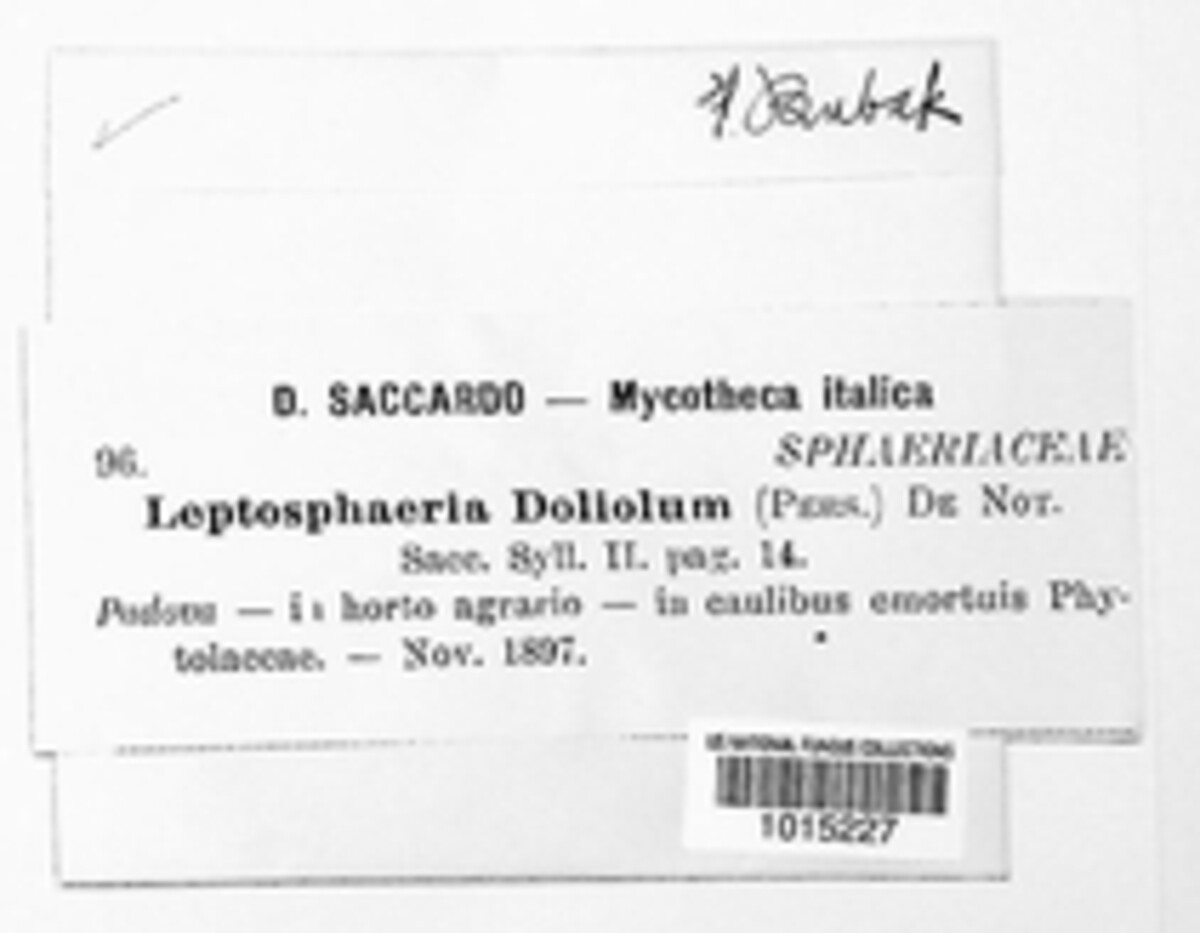 D. SACCARDO — Mycotheca italica
96.
SPHAERIACEAE
Leptosphaeria Doliolum (PERS.) DE NOT.
Sacc. Syll. II. pag. 14.
Padova — in horto agrario — in caulibus emortuis Phy-
tolaccae. — Nov. 1897.
US NATIONAL FUNGUS COLLECTIONS
1015227